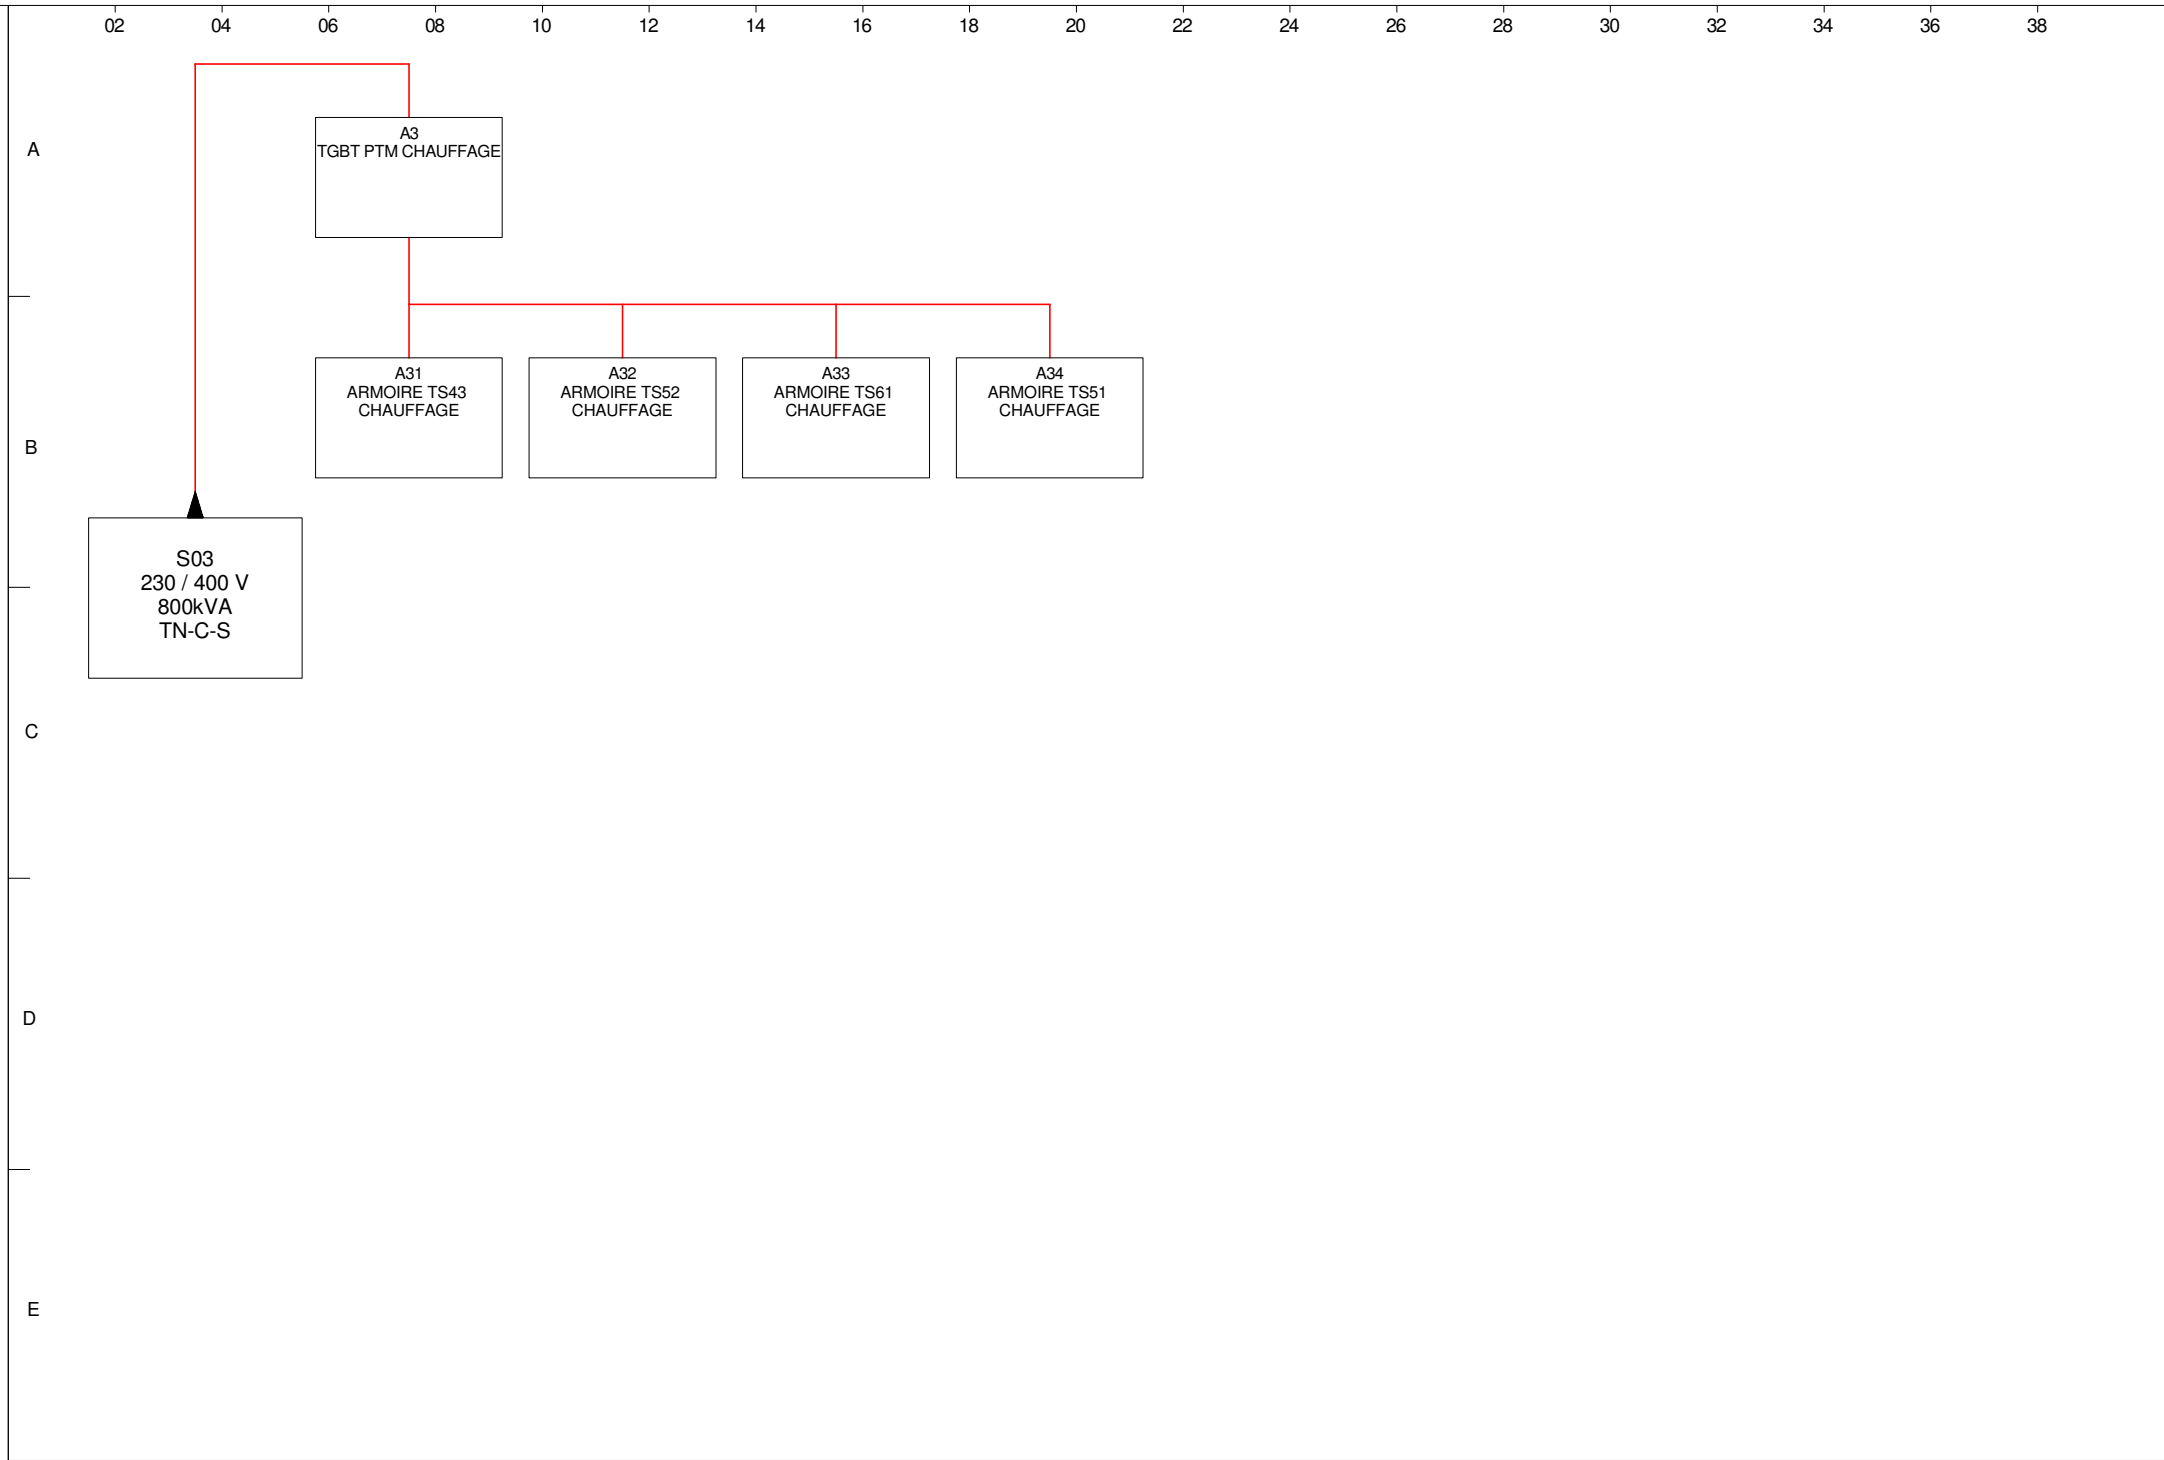 02 04 06 08 10 12 14 16 18 20 22 24 26 28 30 32 34 36 38
A
A3
TGBT PTM CHAUFFAGE
B
A31
ARMOIRE TS43
CHAUFFAGE
A32
ARMOIRE TS52
CHAUFFAGE
A33
ARMOIRE TS61
CHAUFFAGE
A34
ARMOIRE TS51
CHAUFFAGE
S03
230 / 400 V
800kVA
TN-C-S
C
D
E